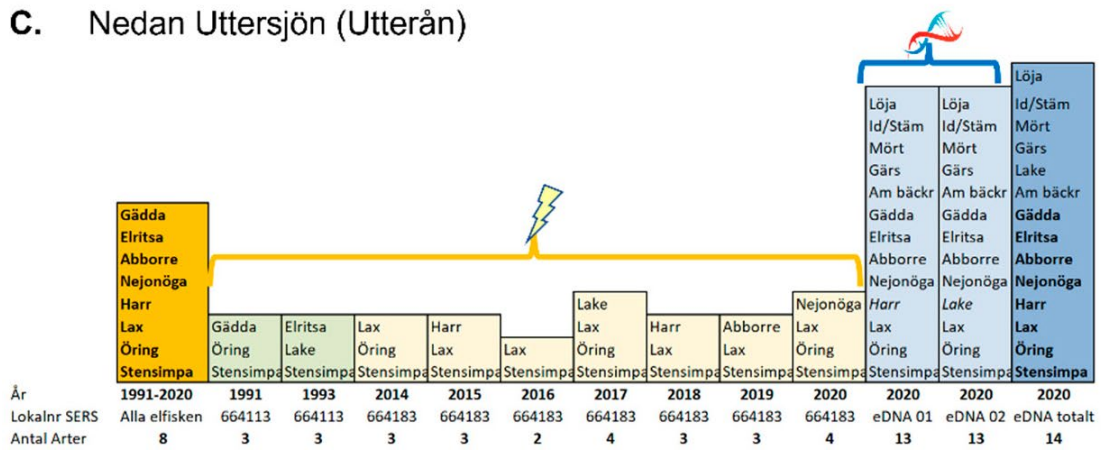 C. Nedan Uttersjön (Utterån)
Gädda
Elritsa
Abborre
Nejonöga
Harr
Lax
Öring
Stensimpa
Gädda
Öring
Stensimpa
Elritsa
Lake
Stensimpa
Lax
Öring
Stensimpa
Harr
Lax
Stensimpa
Lax
Stensimpa
Lake
Lax
Öring
Stensimpa
Harr
Lax
Stensimpa
Abborre
Lax
Stensimpa
Nejonöga
Lax
Öring
Stensimpa
Löja
Id/Stäm
Mört
Gärs
Am bäckr
Gädda
Elritsa
Abborre
Nejonöga
Harr
Lax
Öring
Stensimpa
Löja
Id/Stäm
Mört
Gärs
Am bäckr
Gädda
Elritsa
Abborre
Nejonöga
Lake
Lax
Öring
Stensimpa
Löja
Id/Stäm
Mört
Gärs
Lake
Am bäckr
Gädda
Elritsa
Abborre
Nejonöga
Harr
Lax
Öring
Stensimpa
År 1991-2020 1991 1993 2014 2015 2016 2017 2018 2019 2020 2020 2020 2020
Lokalnr SERS Alla elfisken 664113 664113 664183 664183 664183 664183 664183 664183 664183 eDNA 01 eDNA 02 eDNA totalt
Antal Arter 8 3 3 3 3 2 4 3 3 4 13 13 14